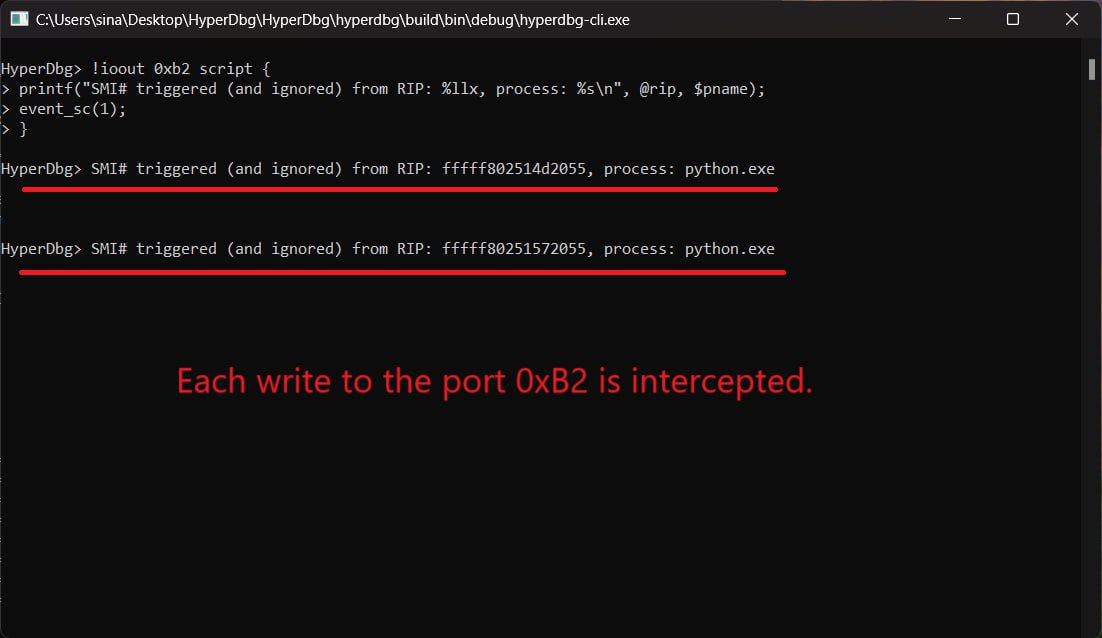 C:\Users\sina\Desktop\HyperDbg\HyperDbg\hyperdbg\build\bin\debug\hyperdbg-cli.exe
HyperDbg> !ioout 0xb2 script {
> printf("SMI# triggered (and ignored) from RIP: %llx, process: %s\n", @rip, $pname);
> event_sc(1);
> }
HyperDbg> SMI# triggered (and ignored) from RIP: fffff802514d2055, process: python.exe
HyperDbg> SMI# triggered (and ignored) from RIP: fffff80251572055, process: python.exe
Each write to the port 0xB2 is intercepted.